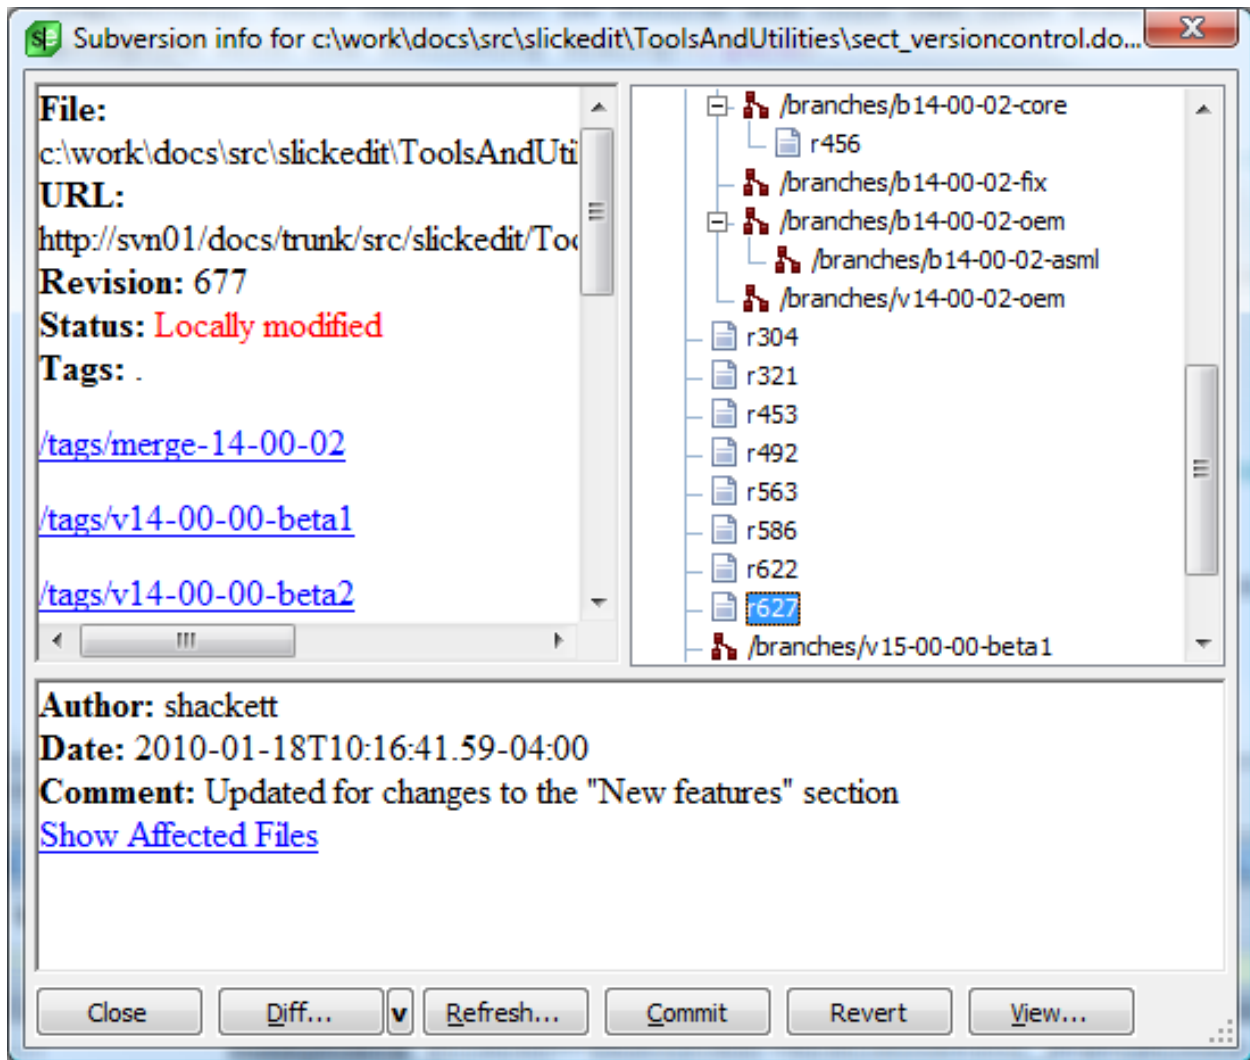 Subversion info for c:\work\docs\src\slickedit\ToolsAndUtilities\sect_versioncontrol.do...
File:
c:\work\docs\src\slickedit\ToolsAndUti
URL:
http://svn01/docs/trunk/src/slickedit/Too
Revision: 677
Status: Locally modified
Tags: .
/tags/merge-14-00-02
/tags/v14-00-00-beta1
/tags/v14-00-00-beta2
/branches/b14-00-02-core
r456
/branches/b14-00-02-fix
/branches/b14-00-02-oem
/branches/b14-00-02-asml
/branches/v14-00-02-oem
r304
r321
r453
r492
r563
r586
r622
r627
/branches/v15-00-00-beta1
Author: shackett
Date: 2010-01-18T10:16:41.59-04:00
Comment: Updated for changes to the "New features" section
Show Affected Files
Close Diff... v Refresh... Commit Revert View...